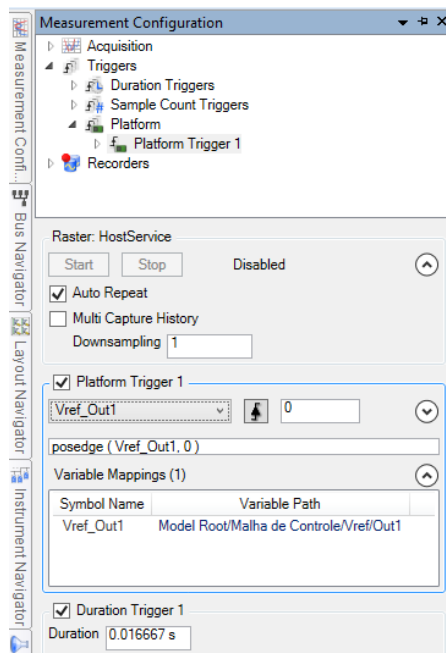 Measurement Configuration
Acquisition
Triggers
Duration Triggers
Sample Count Triggers
Platform
Platform Trigger 1
Recorders
Measurement Confi...
Bus Navigator
Layout Navigator
Instrument Navigator
Raster: HostService
Start Stop Disabled
Auto Repeat
Multi Capture History
Downsampling 1
Platform Trigger 1
Vref_Out1 0
posedge ( Vref_Out1, 0 )
Variable Mappings (1)
Symbol Name Variable Path
Vref_Out1 Model Root/Malha de Controle/Vref/Out1
Duration Trigger 1
Duration 0.016667 s